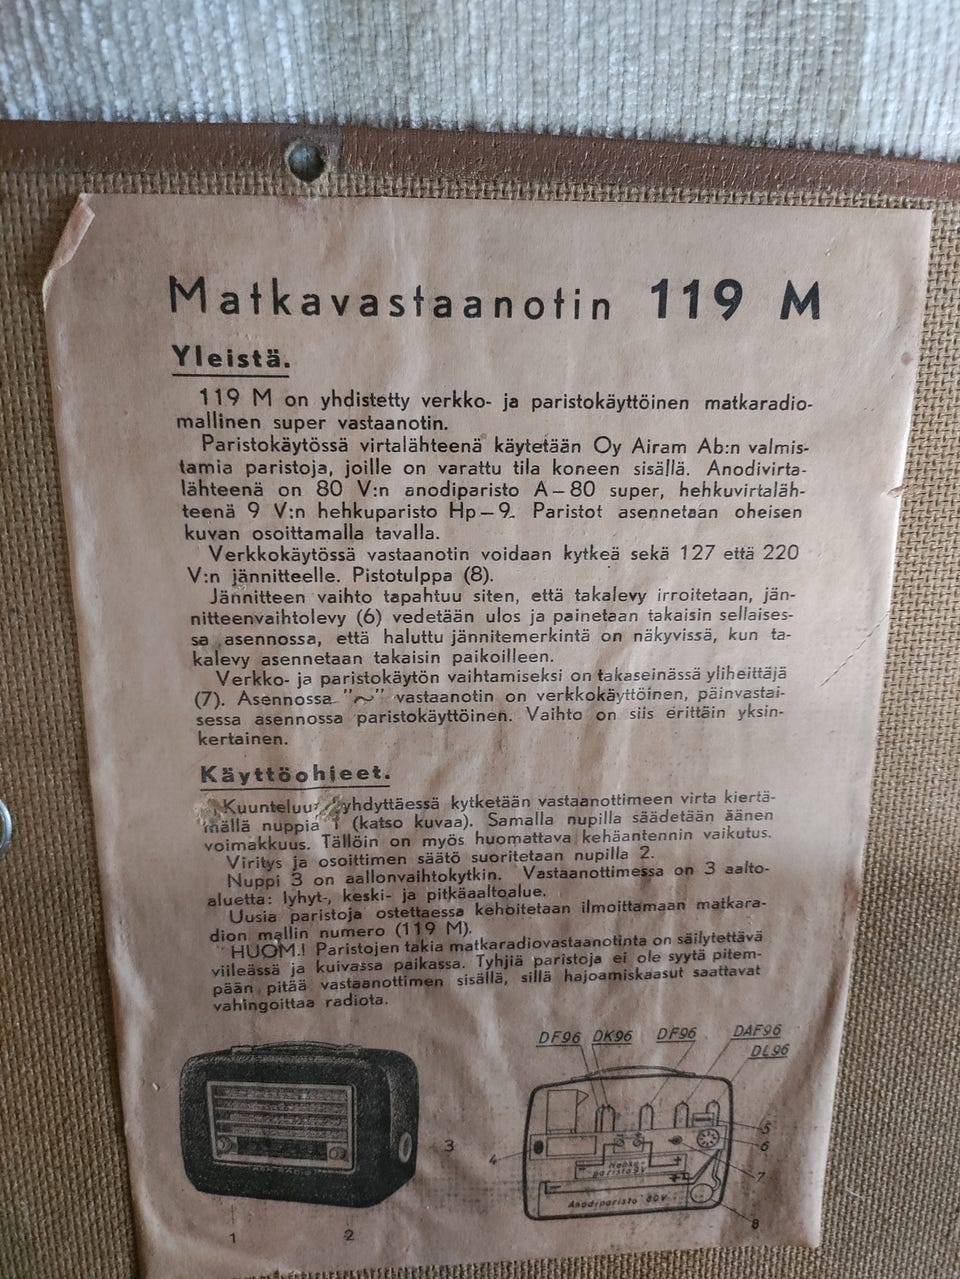 Matkavastaanotin 119 M
Yleistä.
119 M on yhdistetty verkko- ja paristokäyttöinen matkaradio-
mallinen super vastaanotin.
Paristokäytössä virtalähteenä käytetään Oy Airam Ab:n valmis-
tamia paristoja, joille on varattu tila koneen sisällä. Anodivirta-
lähteenä on 80 V:n anodiparisto A–80 super, hehkuvirtaläh-
teenä 9 V:n hehkuparisto Hp–9. Paristot asennetaan oheisen
kuvan osoittamalla tavalla.
Verkkokäytössä vastaanotin voidaan kytkeä sekä 127 että 220
V:n jännitteelle. Pistotulppa (8).
Jännitteen vaihto tapahtuu siten, että takalevy irroitetaan, jän-
nitteenvaihtolevy (6) vedetään ulos ja painetaan takaisin sellaises-
sa asennossa, että haluttu jännitemerkintä on näkyvissä, kun ta-
kalevy asennetaan takaisin paikoilleen.
Verkko- ja paristokäytön vaihtamiseksi on takaseinässä yliheittäjä
(7). Asennossa "~" vastaanotin on verkkokäyttöinen, päinvastai-
sessa asennossa paristokäyttöinen. Vaihto on siis erittäin yksin-
kertainen.
Käyttöohjeet.
yhdyttäessä kytketään vastaanottimeen virta kiertä-
mällä nuppia 1 (katso kuvaa). Samalla nupilla säädetään äänen
voimakkuus. Tällöin on myös huomattava kehäantennin vaikutus.
Viritys ja osoittimen säätö suoritetaan nupilla 2.
Nuppi 3 on aallonvaihtokytkin. Vastaanottimessa on 3 aalto-
aluetta: lyhyt-, keski- ja pitkäaaltoalue.
Uusia paristoja ostettaessa kehoitetaan ilmoittamaan matkara-
dion mallin numero (119 M).
HUOM.! Paristojen takia matkaradiovastaanotinta on säilytettävä
viileässä ja kuivassa paikassa. Tyhjiä paristoja ei ole syytä pitem-
pään pitää vastaanottimen sisällä, sillä hajoamiskaasut saattavat
vahingoittaa radiota.
DF96 DK96 DF96 DAF96
DL96
3
4
5
6
7
8
Hehku-
paristo 9V
Anodiparisto 80V
1
2